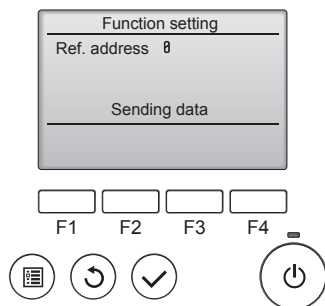 Function setting
Ref. address 0
Sending data
F1 F2 F3 F4